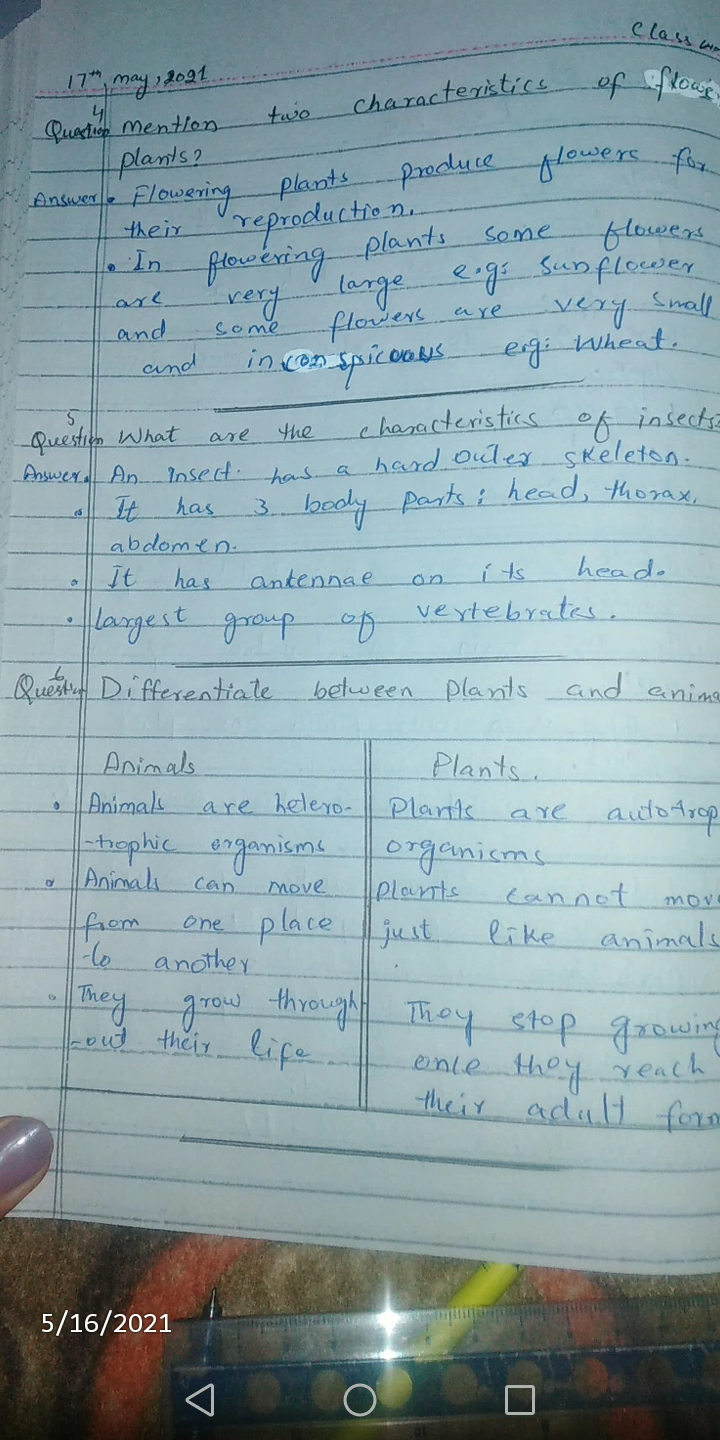 Class
17th, may, 2021
Question 4 mention two characteristics of flowe
plants?
Answer • Flowering plants produce flowers for
their reproduction.
• In flowering plants some flowers
are very large e.g: sunflower
and some flowers are very small
and inconspicous e.g: wheat.
Question 5 What are the characteristics of insects
Answer. An insect has a hard outer skeleton.
• It has 3 body parts: head, thorax,
abdomen.
• It has antennae on its head.
• largest group of vertebrates.
Question 6 Differentiate between plants and anima
Animals Plants.
• Animals are hetero- Plants are autotrop
-trophic organisms organisms
• Animals can move plants cannot mov
from one place just like animals
to another
• They grow through They stop growing
-out their life once they reach
their adult form
5/16/2021